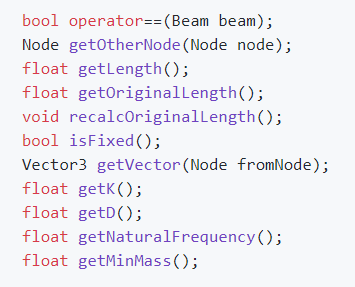 bool operator==(Beam beam);
Node getOtherNode(Node node);
float getLength();
float getOriginalLength();
void recalcOriginalLength();
bool isFixed();
Vector3 getVector(Node fromNode);
float getK();
float getD();
float getNaturalFrequency();
float getMinMass();